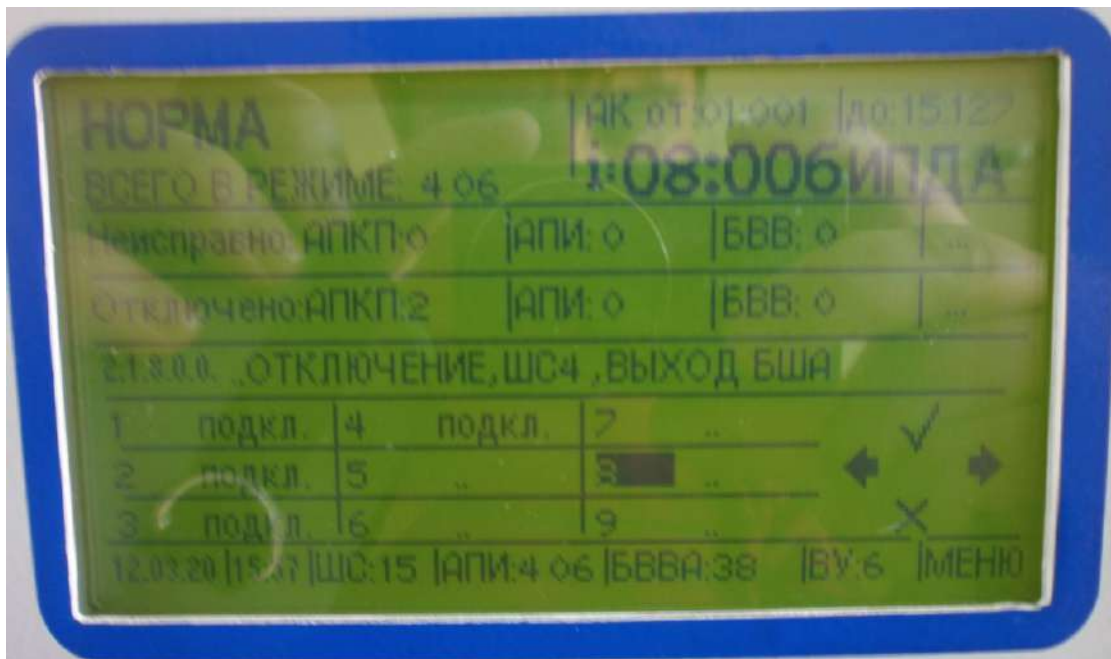 НОРМА |АК от:01:001 |до:15:127
ВСЕГО В РЕЖИМЕ: 4 06 i:08:006ИПДА
Неисправно:АПКП:0 |АПИ: 0 |БВВ: 0 | ...
Отключено:АПКП:2 |АПИ: 0 |БВВ: 0 | ...
2.1.8.0.0. ..ОТКЛЮЧЕНИЕ,ШС4 ,ВЫХОД БША
1 подкл. |4 подкл. |7 ..
2 подкл. |5 .. |8 ..
3 подкл. |6 .. |9 ..
12.03.20 |ШС:15 |АПИ:4 06 |БВВА:38 |ВУ:6 |МЕНЮ